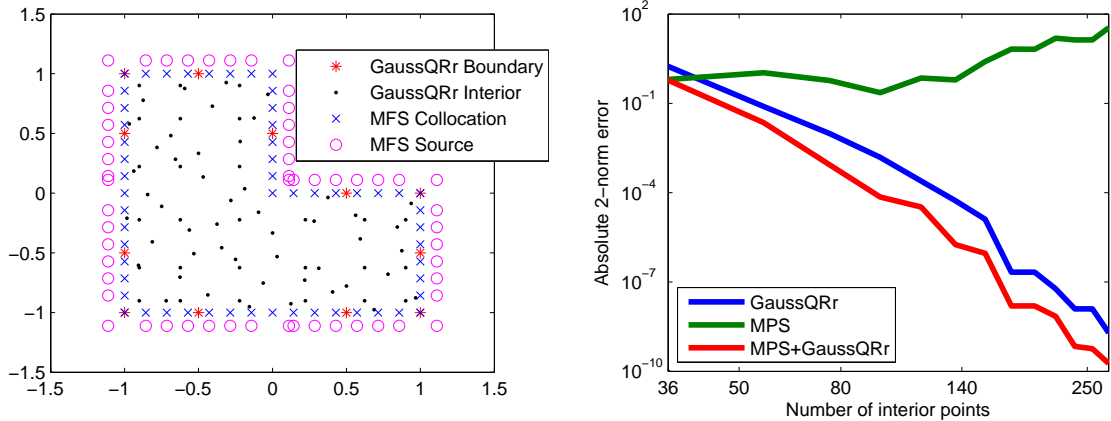 1.5
1
0.5
0
−0.5
−1
−1.5
−1.5
−1
−0.5
0
0.5
1
1.5
GaussQRr Boundary
GaussQRr Interior
MFS Collocation
MFS Source
Absolute 2−norm error
10^2
10^−1
10^−4
10^−7
10^−10
36
50
80
140
250
Number of interior points
GaussQRr
MPS
MPS+GaussQRr